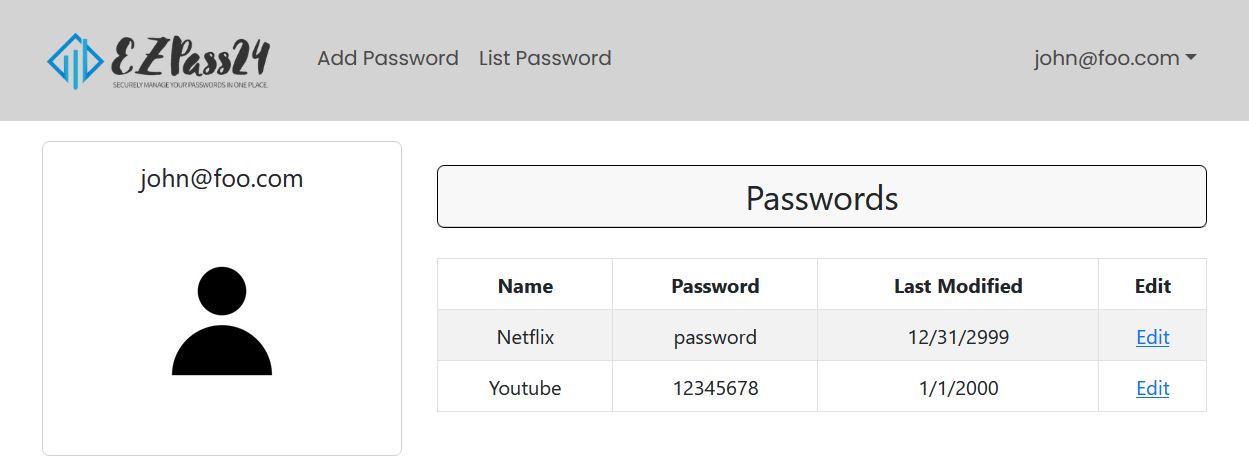 EZPass24
SECURELY MANAGE YOUR PASSWORDS IN ONE PLACE.
Add Password List Password john@foo.com
john@foo.com
Passwords
Name Password Last Modified Edit
Netflix password 12/31/2999 Edit
Youtube 12345678 1/1/2000 Edit